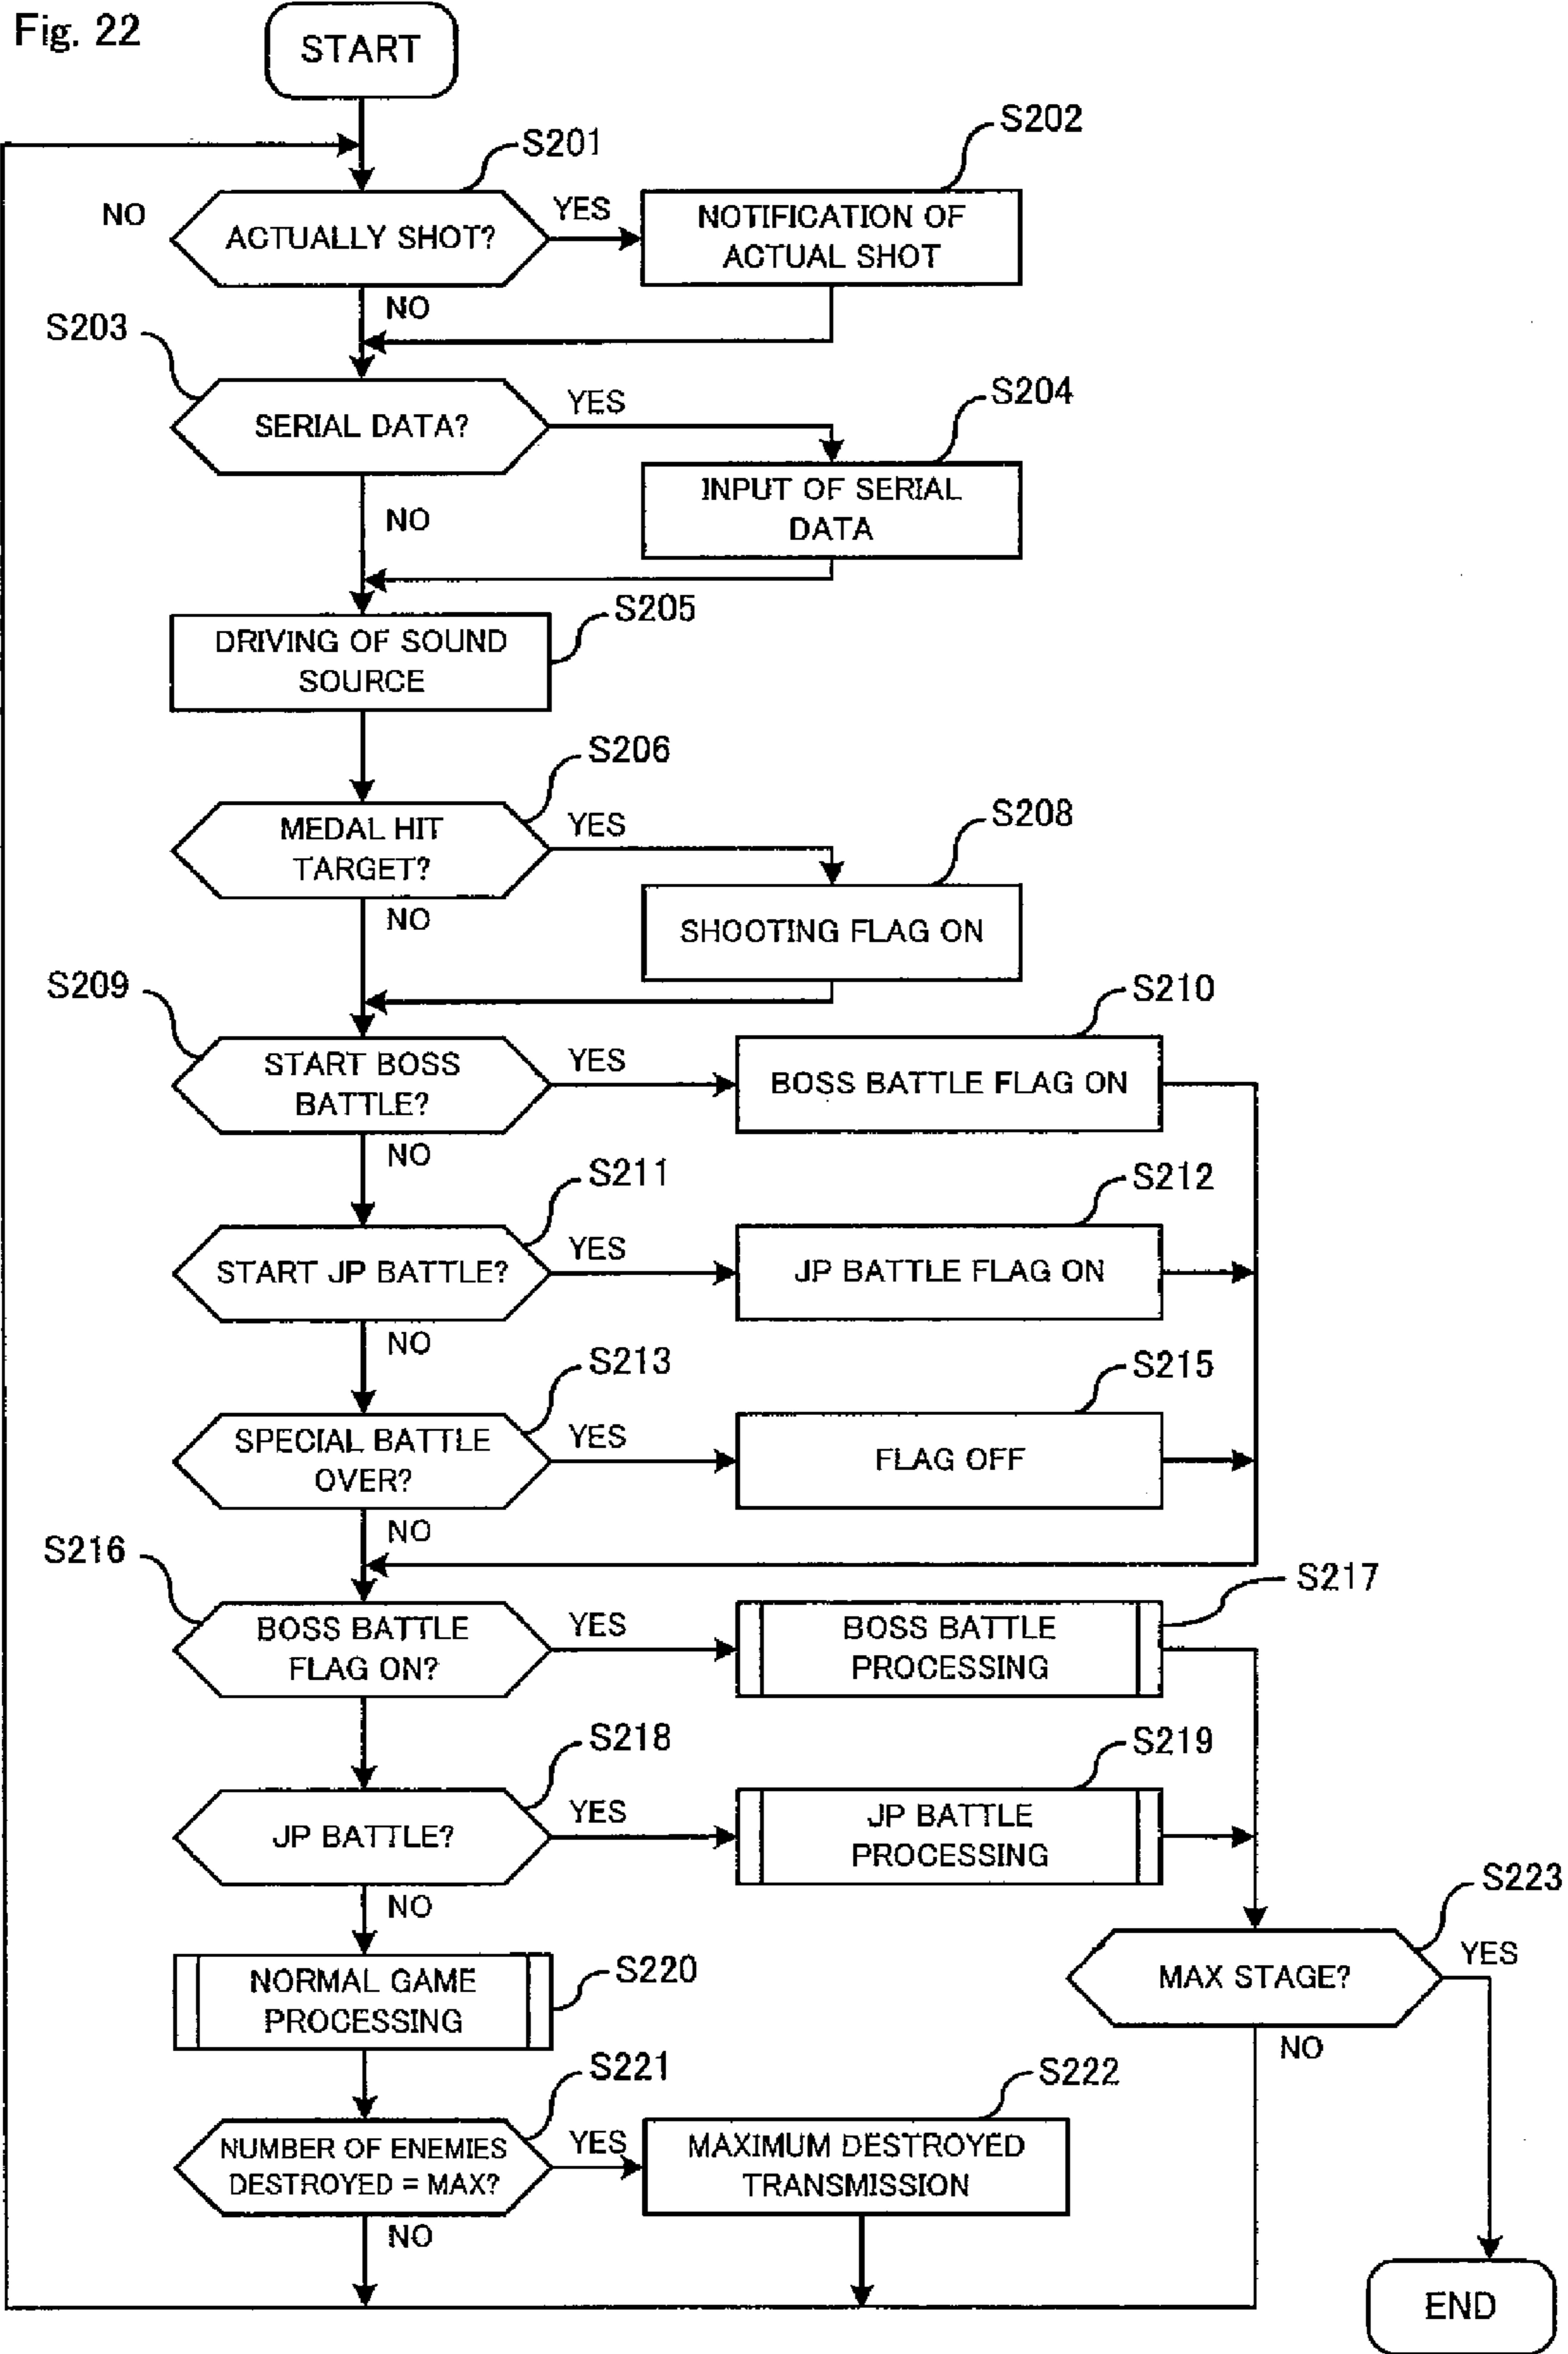 Fig. 22
START
S201
S202
NO
ACTUALLY SHOT?
YES
NOTIFICATION OF
ACTUAL SHOT
NO
S203
SERIAL DATA?
YES
S204
INPUT OF SERIAL
DATA
NO
S205
DRIVING OF SOUND
SOURCE
S206
MEDAL HIT
TARGET?
YES
S208
SHOOTING FLAG ON
NO
S209
START BOSS
BATTLE?
YES
S210
BOSS BATTLE FLAG ON
NO
S211
START JP BATTLE?
YES
S212
JP BATTLE FLAG ON
NO
S213
SPECIAL BATTLE
OVER?
YES
S215
FLAG OFF
NO
S216
BOSS BATTLE
FLAG ON?
YES
S217
BOSS BATTLE
PROCESSING
S218
JP BATTLE?
YES
S219
JP BATTLE
PROCESSING
NO
S223
MAX STAGE?
YES
NO
NORMAL GAME
PROCESSING
S220
S221
NUMBER OF ENEMIES
DESTROYED = MAX?
YES
S222
MAXIMUM DESTROYED
TRANSMISSION
NO
END